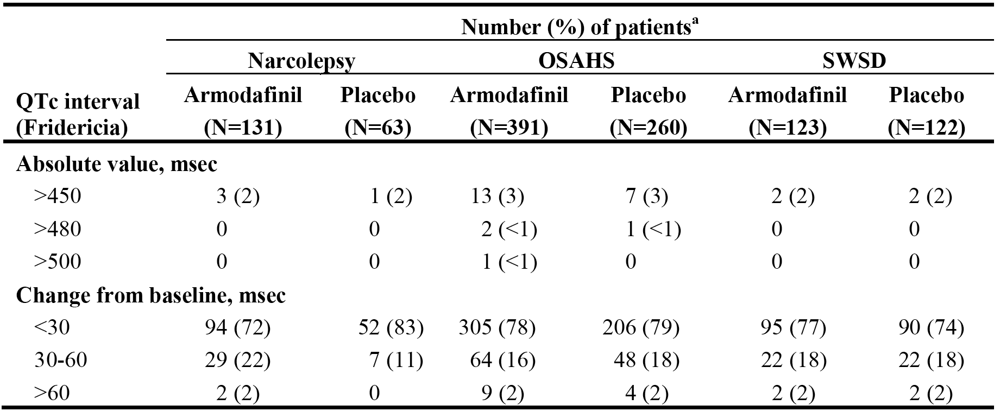 Number (%) of patientsᵃ
Narcolepsy OSAHS SWSD
QTc interval (Fridericia) Armodafinil (N=131) Placebo (N=63) Armodafinil (N=391) Placebo (N=260) Armodafinil (N=123) Placebo (N=122)
Absolute value, msec
>450 3 (2) 1 (2) 13 (3) 7 (3) 2 (2) 2 (2)
>480 0 0 2 (<1) 1 (<1) 0 0
>500 0 0 1 (<1) 0 0 0
Change from baseline, msec
<30 94 (72) 52 (83) 305 (78) 206 (79) 95 (77) 90 (74)
30-60 29 (22) 7 (11) 64 (16) 48 (18) 22 (18) 22 (18)
>60 2 (2) 0 9 (2) 4 (2) 2 (2) 2 (2)